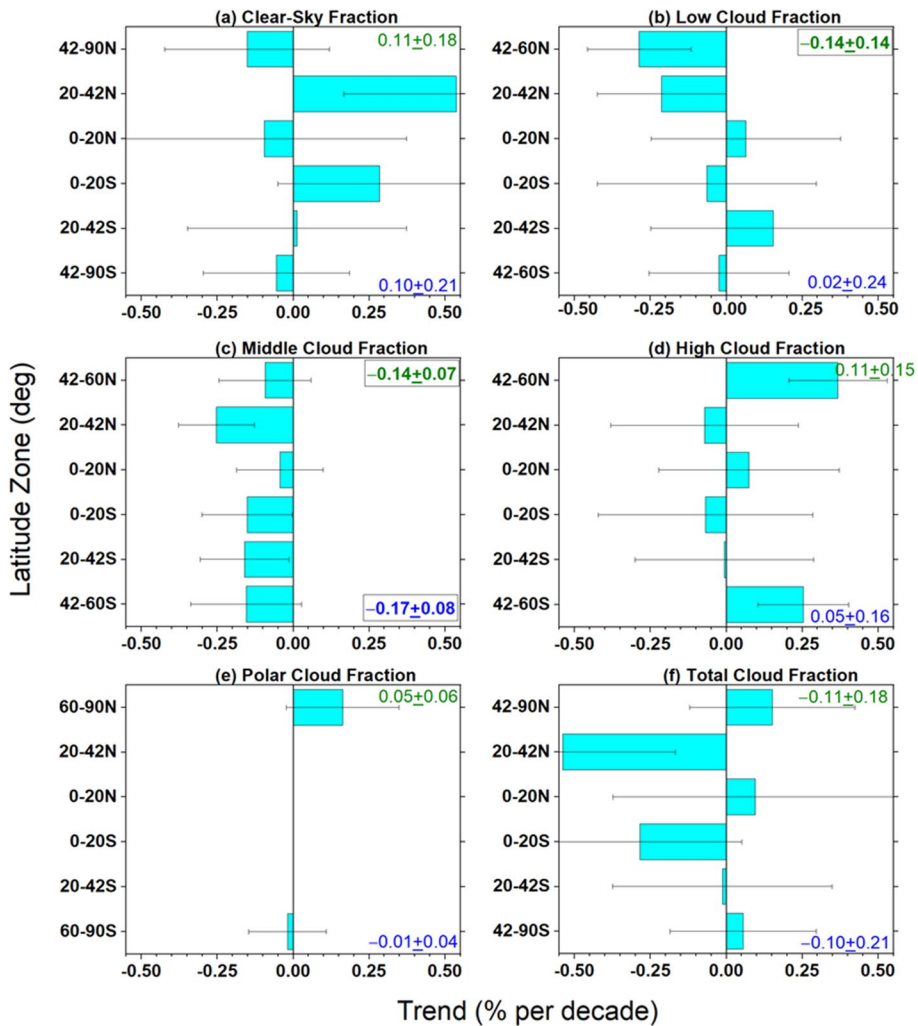 (a) Clear-Sky Fraction
42-90N
20-42N
0-20N
0-20S
20-42S
42-90S
0.11±0.18
0.10±0.21
-0.50 -0.25 0.00 0.25 0.50
(b) Low Cloud Fraction
42-60N
20-42N
0-20N
0-20S
20-42S
42-60S
−0.14±0.14
0.02±0.24
-0.50 -0.25 0.00 0.25 0.50
(c) Middle Cloud Fraction
42-60N
20-42N
0-20N
0-20S
20-42S
42-60S
−0.14±0.07
−0.17±0.08
-0.50 -0.25 0.00 0.25 0.50
(d) High Cloud Fraction
42-60N
20-42N
0-20N
0-20S
20-42S
42-60S
0.11±0.15
0.05±0.16
-0.50 -0.25 0.00 0.25 0.50
Latitude Zone (deg)
(e) Polar Cloud Fraction
60-90N
20-42N
0-20N
0-20S
20-42S
60-90S
0.05±0.06
−0.01±0.04
-0.50 -0.25 0.00 0.25 0.50
(f) Total Cloud Fraction
42-90N
20-42N
0-20N
0-20S
20-42S
42-90S
−0.11±0.18
−0.10±0.21
-0.50 -0.25 0.00 0.25 0.50
Trend (% per decade)